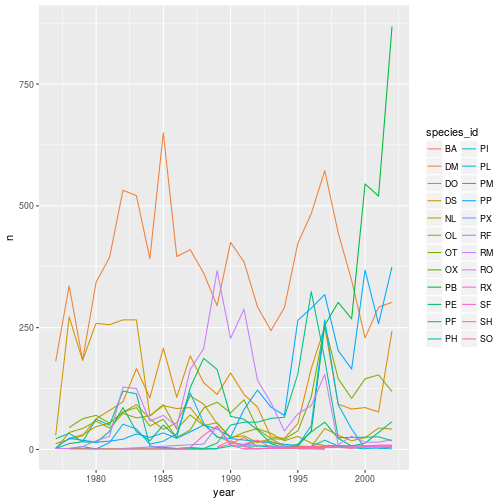 750
500
250
0
n
1980
1985
1990
1995
2000
year
species_id
BA PI
DM PL
DO PM
DS PP
NL PX
OL RF
OT RM
OX RO
PB RX
PE SF
PF SH
PH SO